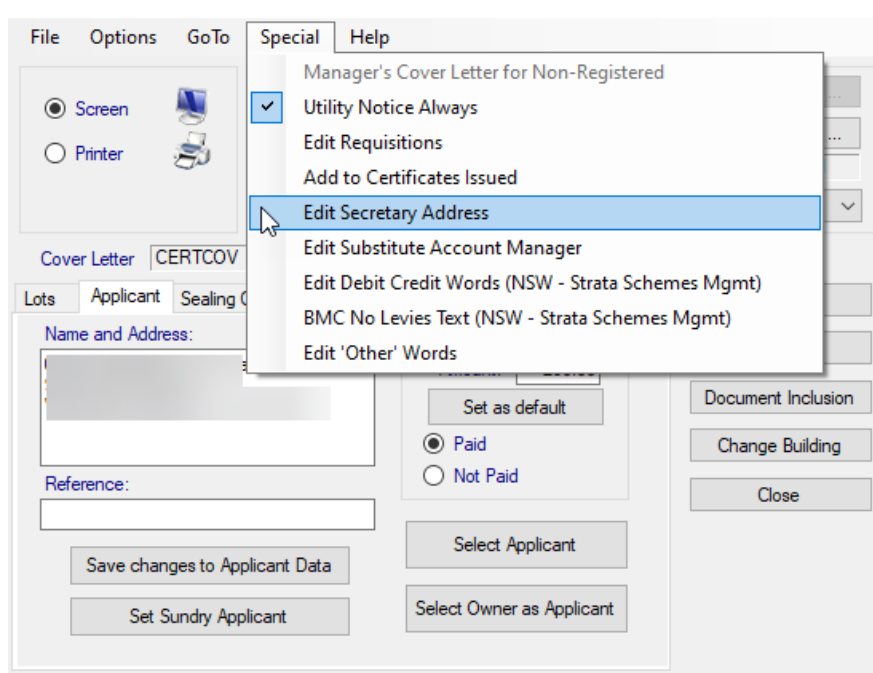 File Options GoTo Special Help
Manager's Cover Letter for Non-Registered
Screen
Utility Notice Always
...
Printer
Edit Requisitions
...
Add to Certificates Issued
Edit Secretary Address
Edit Substitute Account Manager
Cover Letter CERTCOV
Edit Debit Credit Words (NSW - Strata Schemes Mgmt)
Lots Applicant Sealing
BMC No Levies Text (NSW - Strata Schemes Mgmt)
Name and Address:
Edit 'Other' Words
Set as default
Document Inclusion
Paid
Change Building
Reference:
Not Paid
Close
Select Applicant
Save changes to Applicant Data
Set Sundry Applicant
Select Owner as Applicant